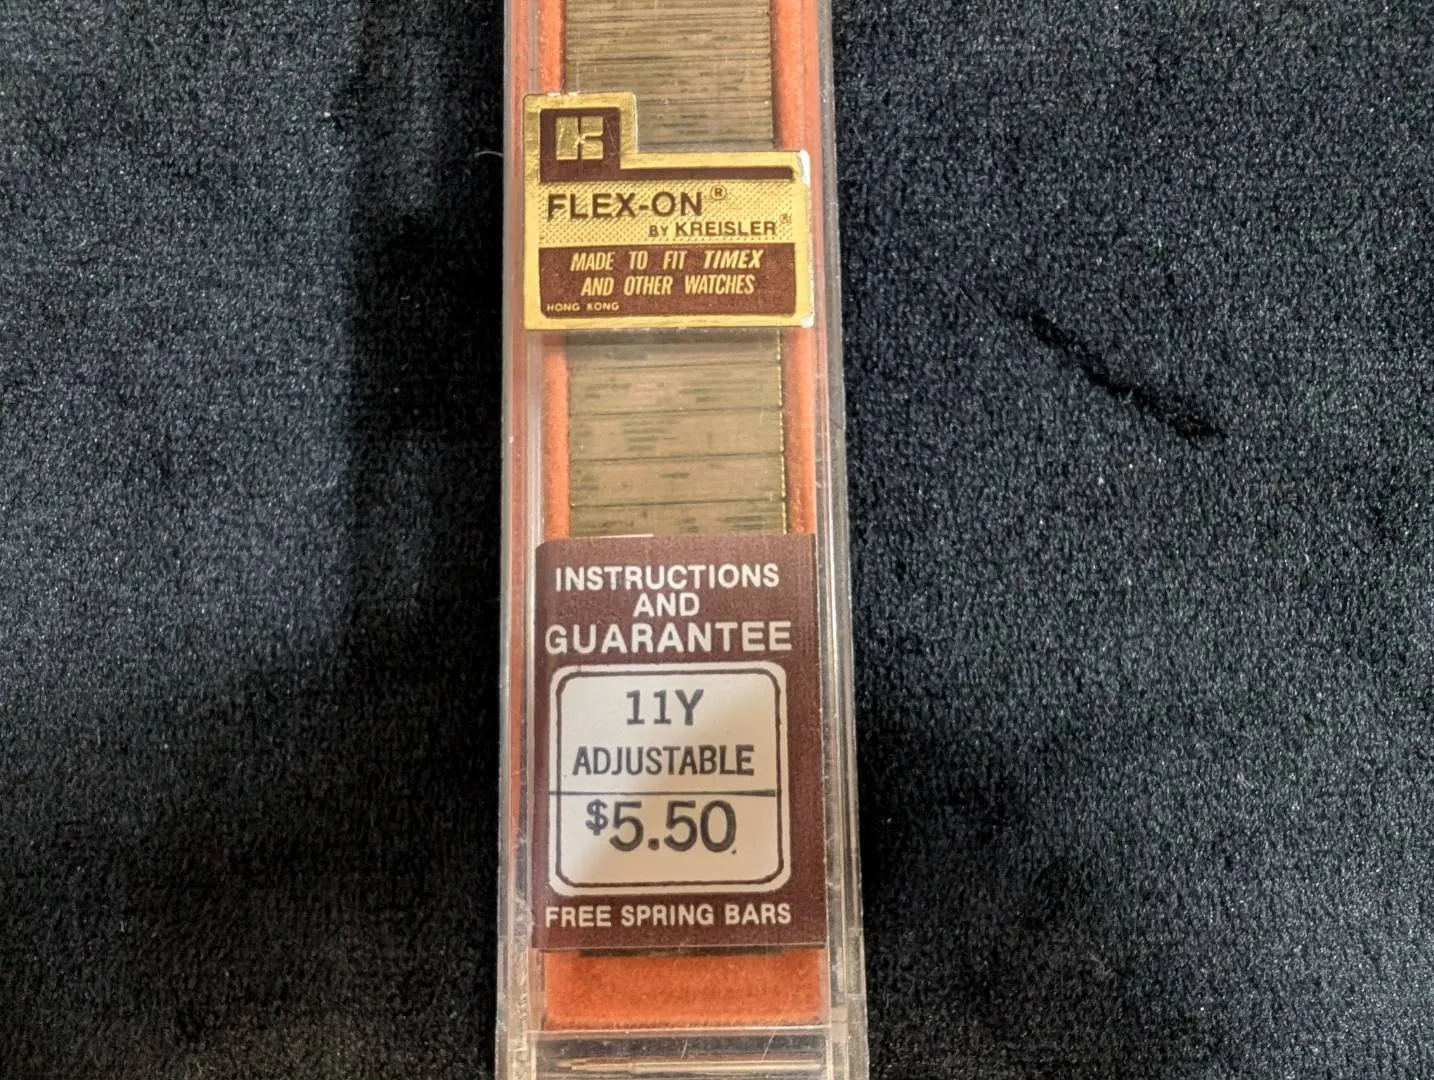 K
FLEX-ON®
BY KREISLER®
MADE TO FIT TIMEX
AND OTHER WATCHES
HONG KONG
INSTRUCTIONS
AND
GUARANTEE
11Y
ADJUSTABLE
$5.50
FREE SPRING BARS